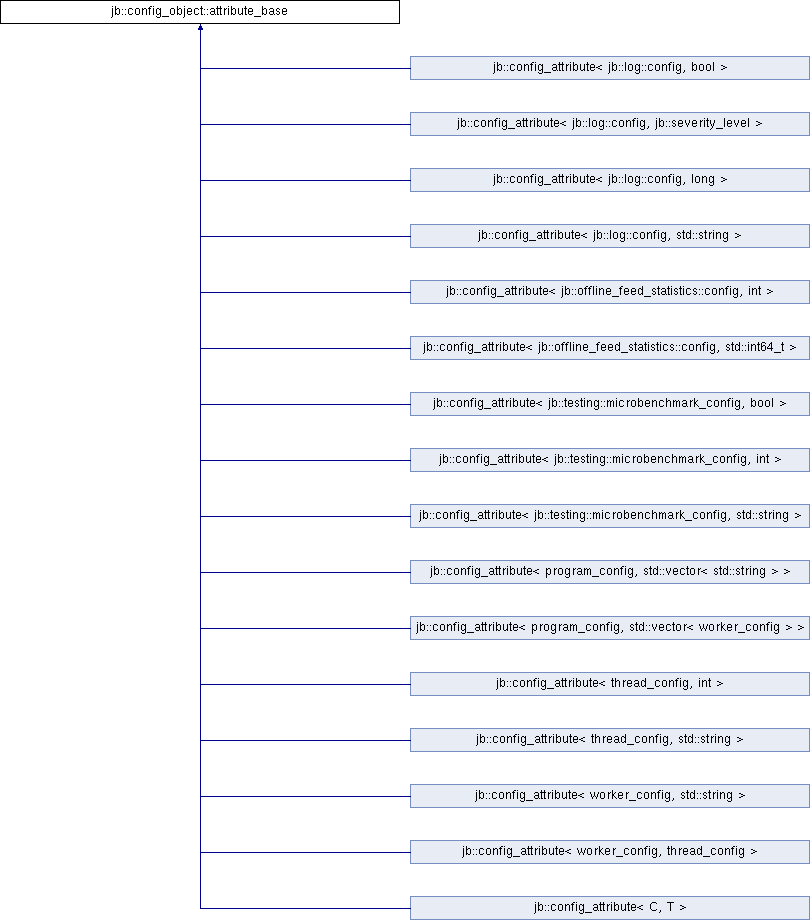 jb::config_object::attribute_base
jb::config_attribute< jb::log::config, bool >
jb::config_attribute< jb::log::config, jb::severity_level >
jb::config_attribute< jb::log::config, long >
jb::config_attribute< jb::log::config, std::string >
jb::config_attribute< jb::offline_feed_statistics::config, int >
jb::config_attribute< jb::offline_feed_statistics::config, std::int64_t >
jb::config_attribute< jb::testing::microbenchmark_config, bool >
jb::config_attribute< jb::testing::microbenchmark_config, int >
jb::config_attribute< jb::testing::microbenchmark_config, std::string >
jb::config_attribute< program_config, std::vector< std::string > >
jb::config_attribute< program_config, std::vector< worker_config > >
jb::config_attribute< thread_config, int >
jb::config_attribute< thread_config, std::string >
jb::config_attribute< worker_config, std::string >
jb::config_attribute< worker_config, thread_config >
jb::config_attribute< C, T >